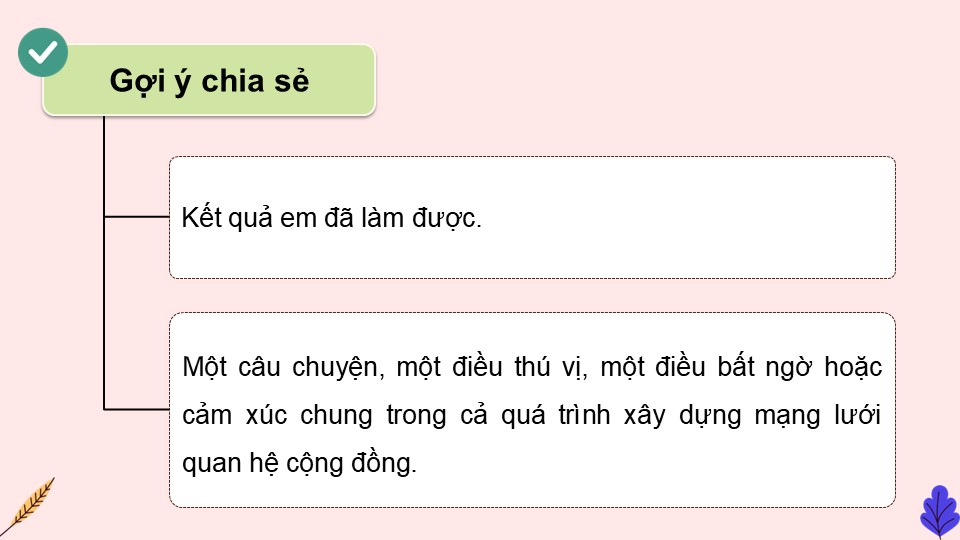 Gợi ý chia sẻ
Kết quả em đã làm được.
Một câu chuyện, một điều thú vị, một điều bất ngờ hoặc
cảm xúc chung trong cả quá trình xây dựng mạng lưới
quan hệ cộng đồng.